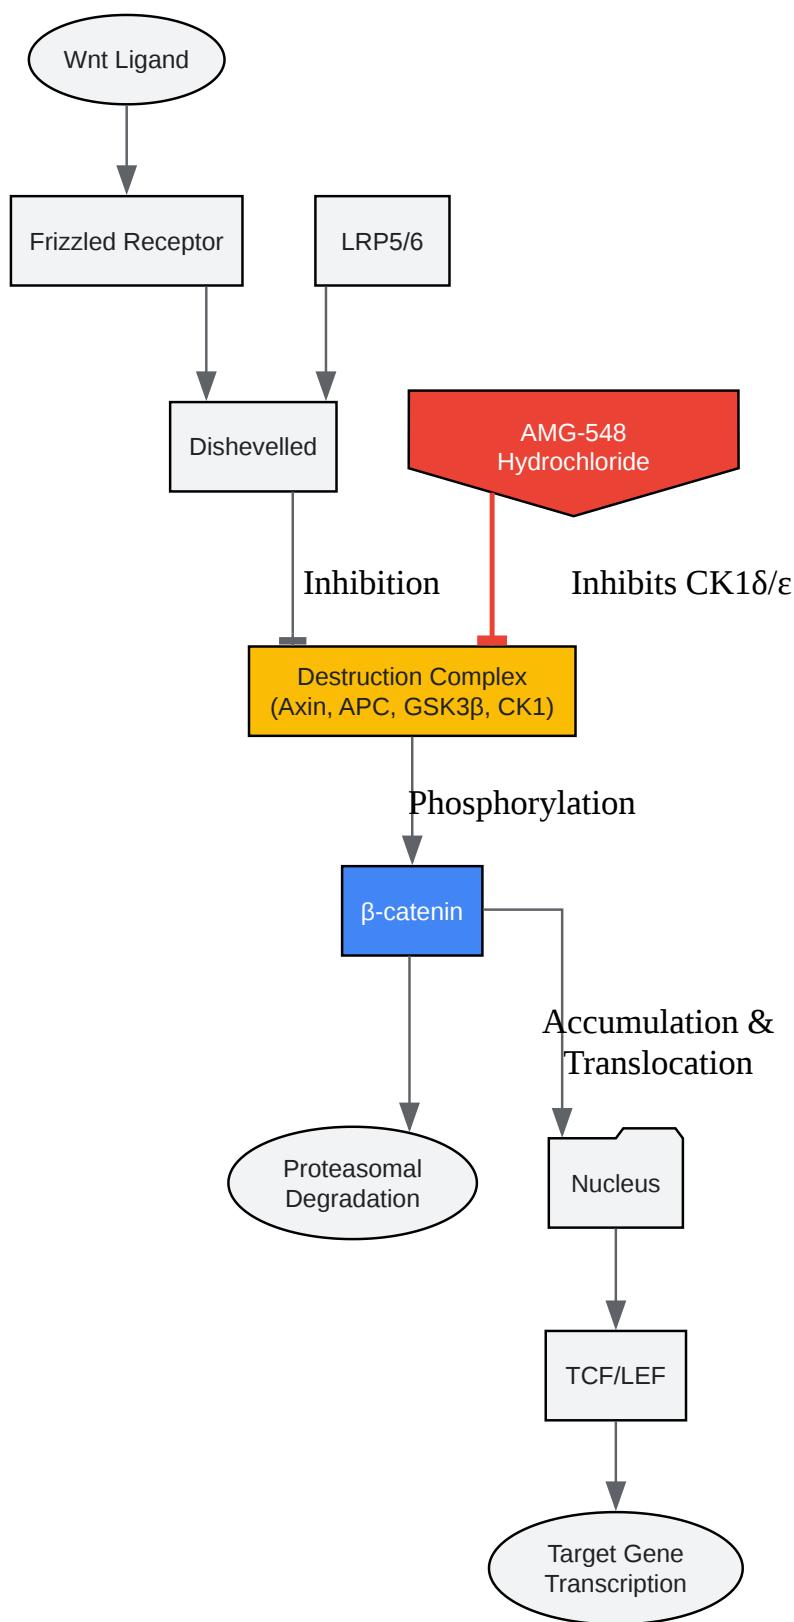 Wnt Ligand
Frizzled Receptor
LRP5/6
Dishevelled
AMG-548
Hydrochloride
Inhibition
Inhibits CK1δ/ε
Destruction Complex
(Axin, APC, GSK3β, CK1)
Phosphorylation
β-catenin
Accumulation &
Translocation
Proteasomal
Degradation
Nucleus
TCF/LEF
Target Gene
Transcription